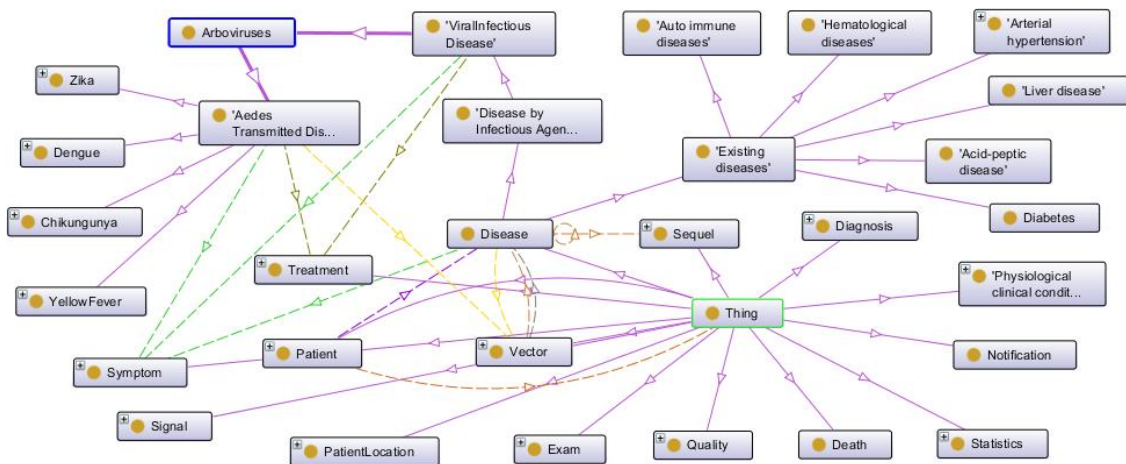 Arboviruses
'ViralInfectious
Disease'
'Auto immune
diseases'
'Hematological
diseases'
'Arterial
hypertension'
Zika
'Aedes
Transmitted Dis...
'Disease by
Infectious Agen...
'Liver disease'
Dengue
'Existing
diseases'
'Acid-peptic
disease'
Chikungunya
Disease
Sequel
Diagnosis
Diabetes
YellowFever
Treatment
'Physiological
clinical condit...
Thing
Symptom
Patient
Vector
Notification
Signal
PatientLocation
Exam
Quality
Death
Statistics